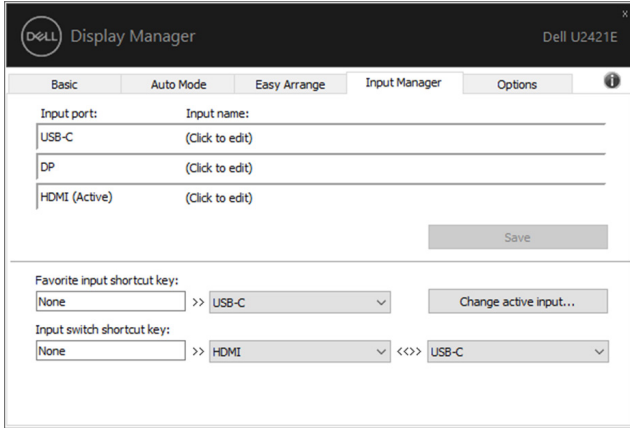 DELL Display Manager Dell U2421E x
Basic Auto Mode Easy Arrange Input Manager Options i
Input port: Input name:
USB-C (Click to edit)
DP (Click to edit)
HDMI (Active) (Click to edit)
Save
Favorite input shortcut key:
None >> USB-C Change active input...
Input switch shortcut key:
None >> HDMI <<>> USB-C